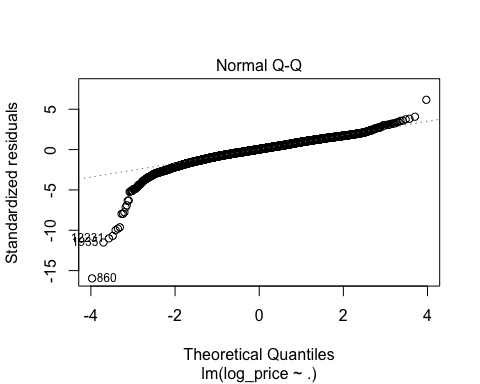 Normal Q-Q
Standardized residuals
5
0
-5
-10
-15
860
-4
-2
0
2
4
Theoretical Quantiles
lm(log_price ~ .)